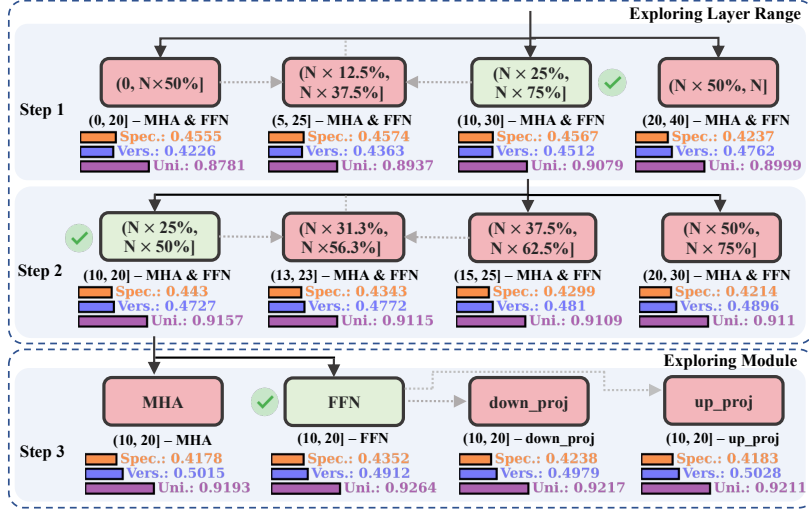 Exploring Layer Range
Step 1
(0, N×50%]
(N × 12.5%,
N × 37.5%]
(N × 25%,
N × 75%]
(N × 50%, N]
(0, 20] – MHA & FFN
Spec.: 0.4555
Vers.: 0.4226
Uni.: 0.8781
(5, 25] – MHA & FFN
Spec.: 0.4574
Vers.: 0.4363
Uni.: 0.8937
(10, 30] – MHA & FFN
Spec.: 0.4567
Vers.: 0.4512
Uni.: 0.9079
(20, 40] – MHA & FFN
Spec.: 0.4237
Vers.: 0.4762
Uni.: 0.8999
Step 2
(N × 25%,
N × 50%]
(N × 31.3%,
N×56.3%]
(N × 37.5%,
N × 62.5%]
(N × 50%,
N × 75%]
(10, 20] – MHA & FFN
Spec.: 0.443
Vers.: 0.4727
Uni.: 0.9157
(13, 23] – MHA & FFN
Spec.: 0.4343
Vers.: 0.4772
Uni.: 0.9115
(15, 25] – MHA & FFN
Spec.: 0.4299
Vers.: 0.481
Uni.: 0.9109
(20, 30] – MHA & FFN
Spec.: 0.4214
Vers.: 0.4896
Uni.: 0.911
Exploring Module
Step 3
MHA
FFN
down_proj
up_proj
(10, 20] – MHA
Spec.: 0.4178
Vers.: 0.5015
Uni.: 0.9193
(10, 20] – FFN
Spec.: 0.4352
Vers.: 0.4912
Uni.: 0.9264
(10, 20] – down_proj
Spec.: 0.4238
Vers.: 0.4979
Uni.: 0.9217
(10, 20] – up_proj
Spec.: 0.4183
Vers.: 0.5028
Uni.: 0.9211